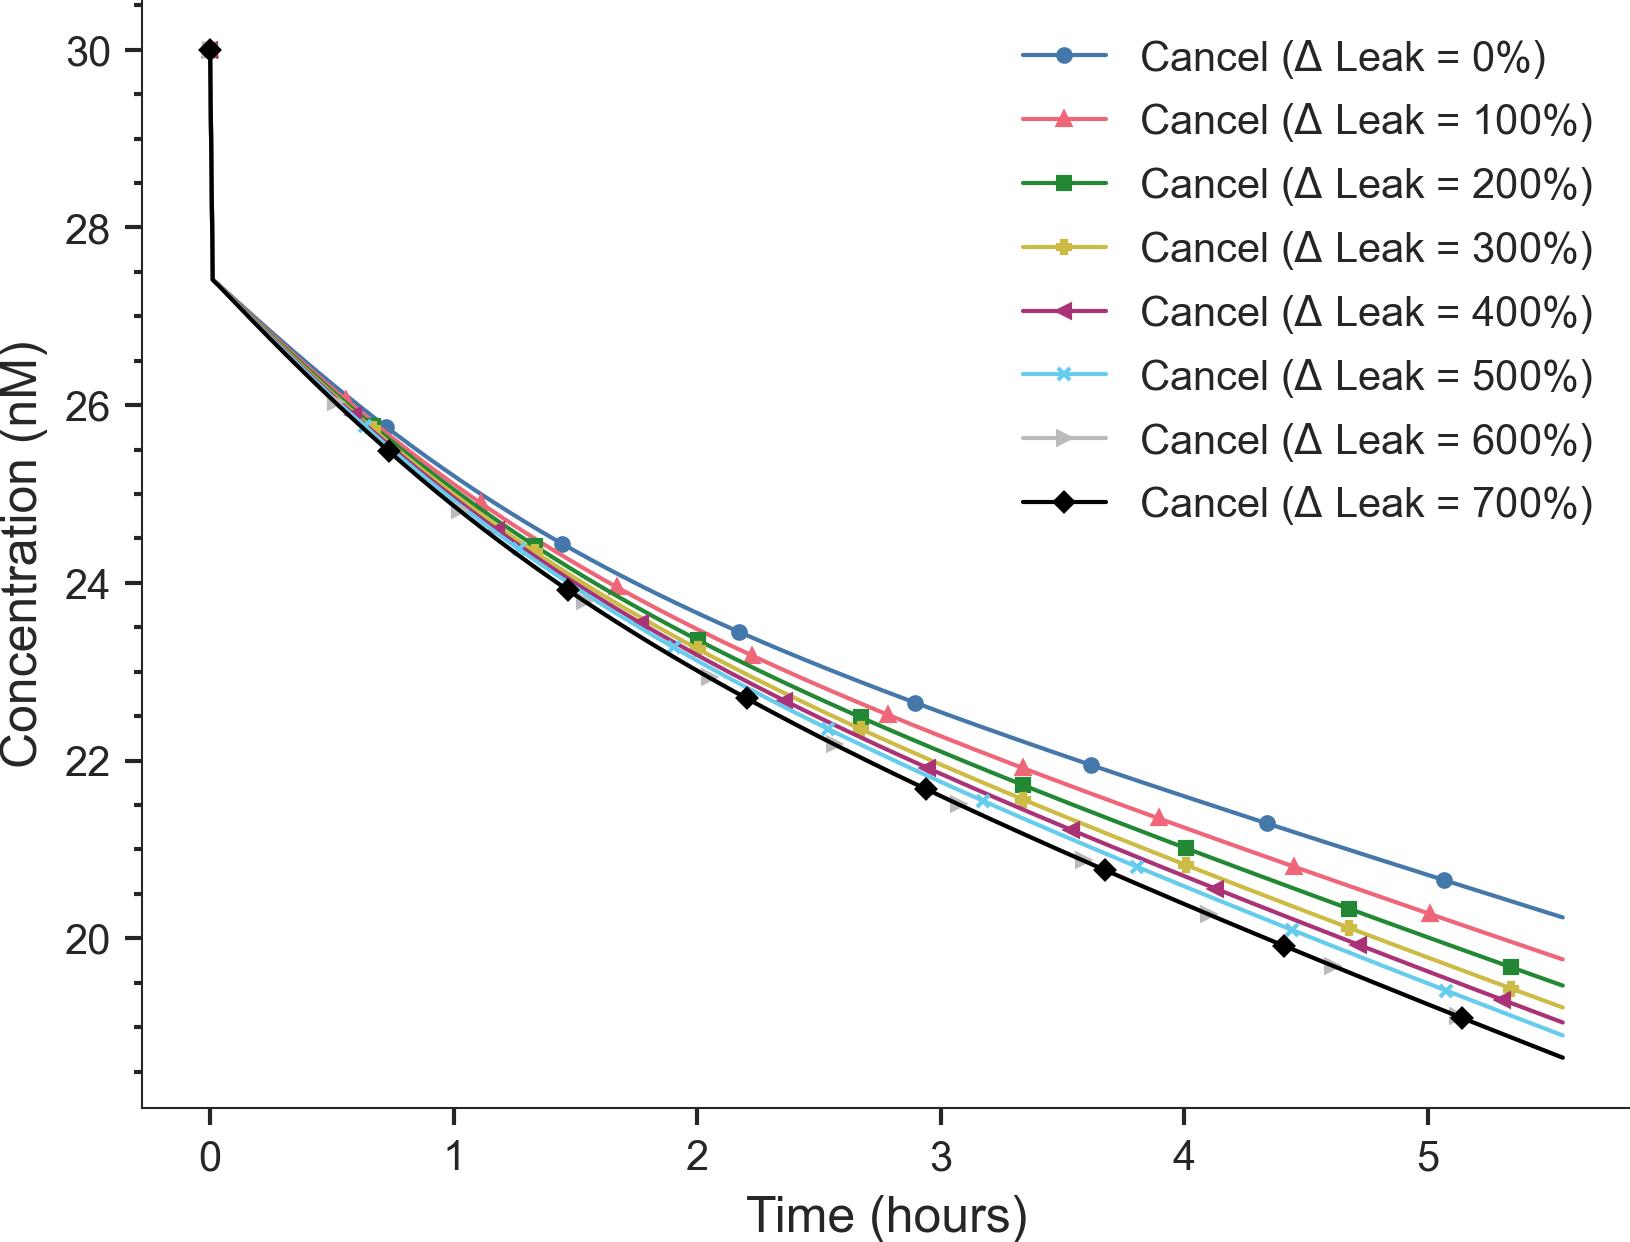 Concentration (nM)
30
28
26
24
22
20
Cancel (Δ Leak = 0%)
Cancel (Δ Leak = 100%)
Cancel (Δ Leak = 200%)
Cancel (Δ Leak = 300%)
Cancel (Δ Leak = 400%)
Cancel (Δ Leak = 500%)
Cancel (Δ Leak = 600%)
Cancel (Δ Leak = 700%)
0 1 2 3 4 5
Time (hours)